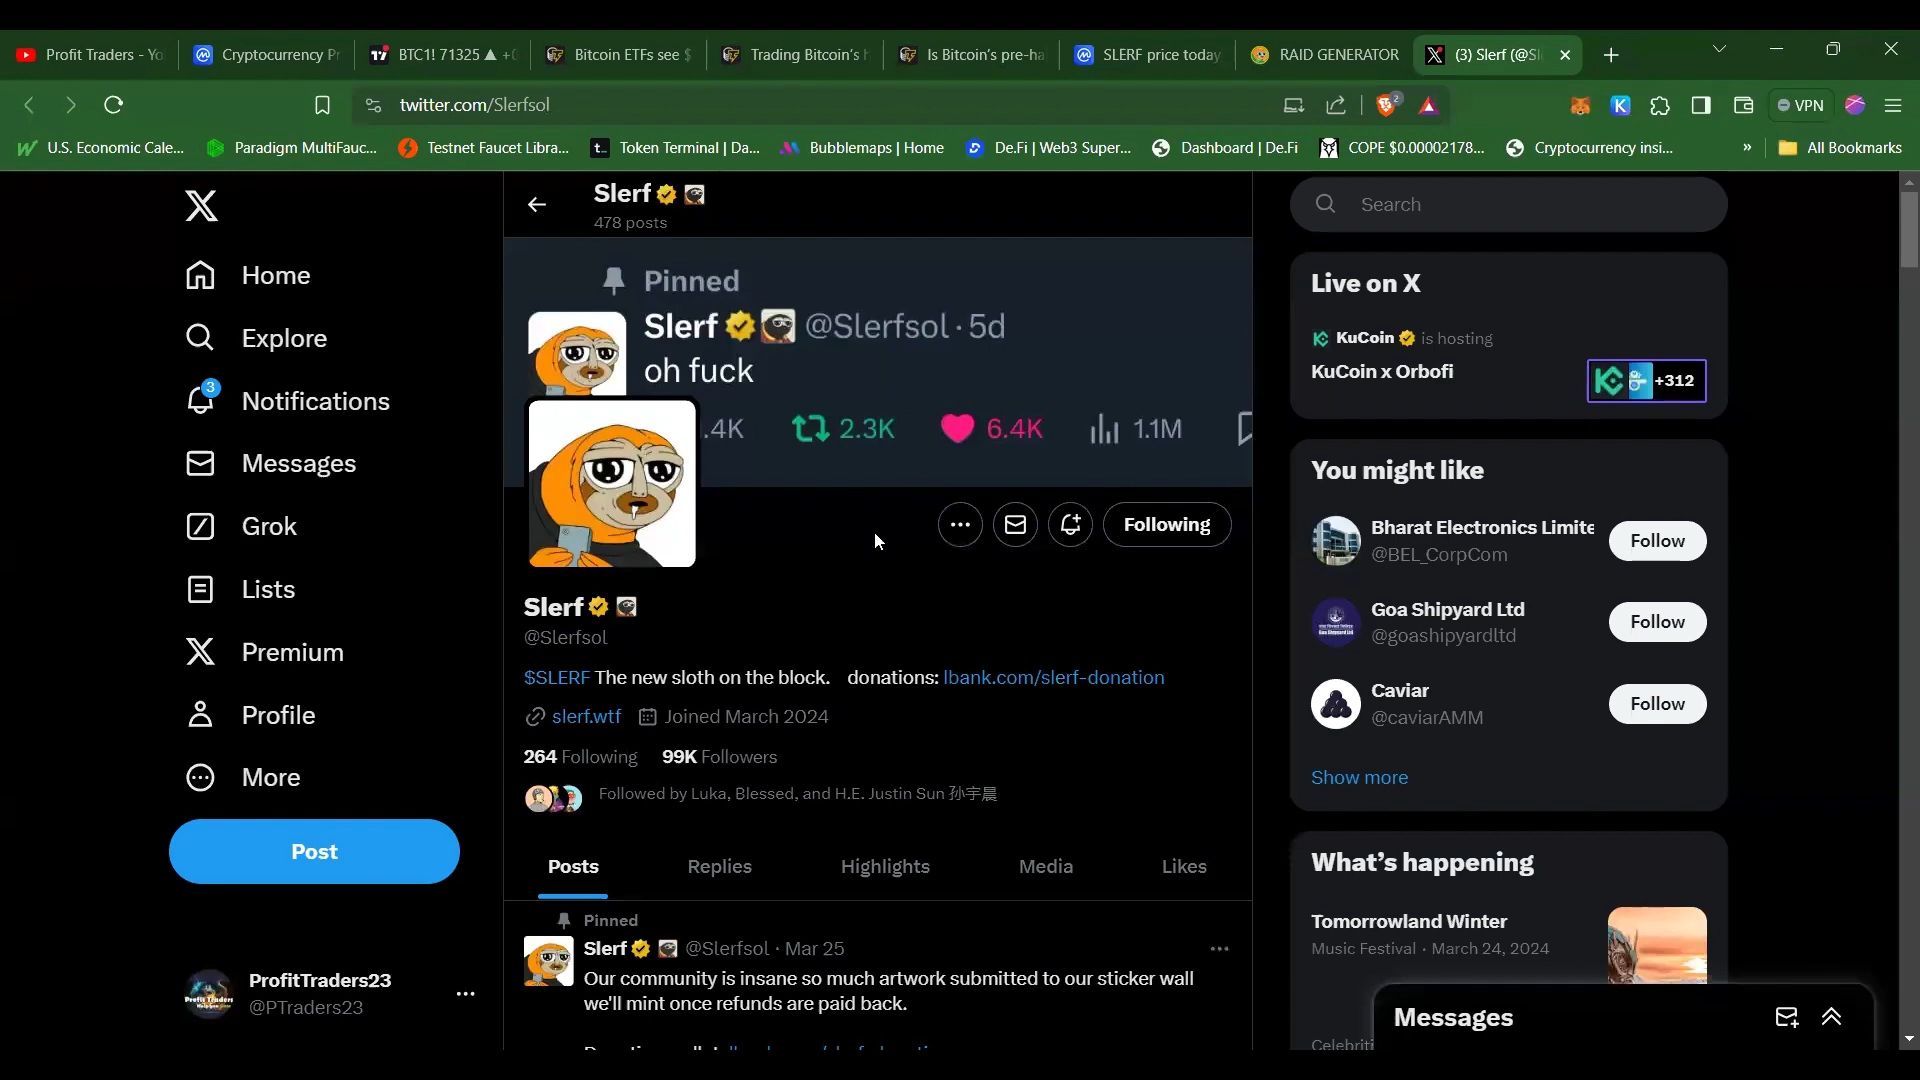 Profit Traders - Yo
Cryptocurrency Pr
BTC1! 71325 ▲ +0
Bitcoin ETFs see $
Trading Bitcoin's h
Is Bitcoin's pre-ha
SLERF price today
RAID GENERATOR
(3) Slerf (@Sl
twitter.com/Slerfsol
2
VPN
U.S. Economic Cale...
Paradigm MultiFauc...
Testnet Faucet Libra...
Token Terminal | Da...
Bubblemaps | Home
De.Fi | Web3 Super...
Dashboard | De.Fi
COPE $0.00002178...
Cryptocurrency insi...
»
All Bookmarks
Home
Explore
3
Notifications
Messages
Grok
Lists
Premium
Profile
More
Post
ProfitTraders23
@PTraders23
Slerf
478 posts
Pinned
Slerf @Slerfsol · 5d
oh fuck
.4K 2.3K 6.4K 1.1M
Following
Slerf
@Slerfsol
$SLERF The new sloth on the block. donations: lbank.com/slerf-donation
slerf.wtf Joined March 2024
264 Following 99K Followers
Followed by Luka, Blessed, and H.E. Justin Sun 孙宇晨
Posts Replies Highlights Media Likes
Pinned
Slerf @Slerfsol · Mar 25
Our community is insane so much artwork submitted to our sticker wall
we'll mint once refunds are paid back.
Search
Live on X
KuCoin is hosting
KuCoin x Orbofi
+312
You might like
Bharat Electronics Limite
@BEL_CorpCom
Follow
Goa Shipyard Ltd
@goashipyardltd
Follow
Caviar
@caviarAMM
Follow
Show more
What's happening
Tomorrowland Winter
Music Festival · March 24, 2024
Messages
Celebriti